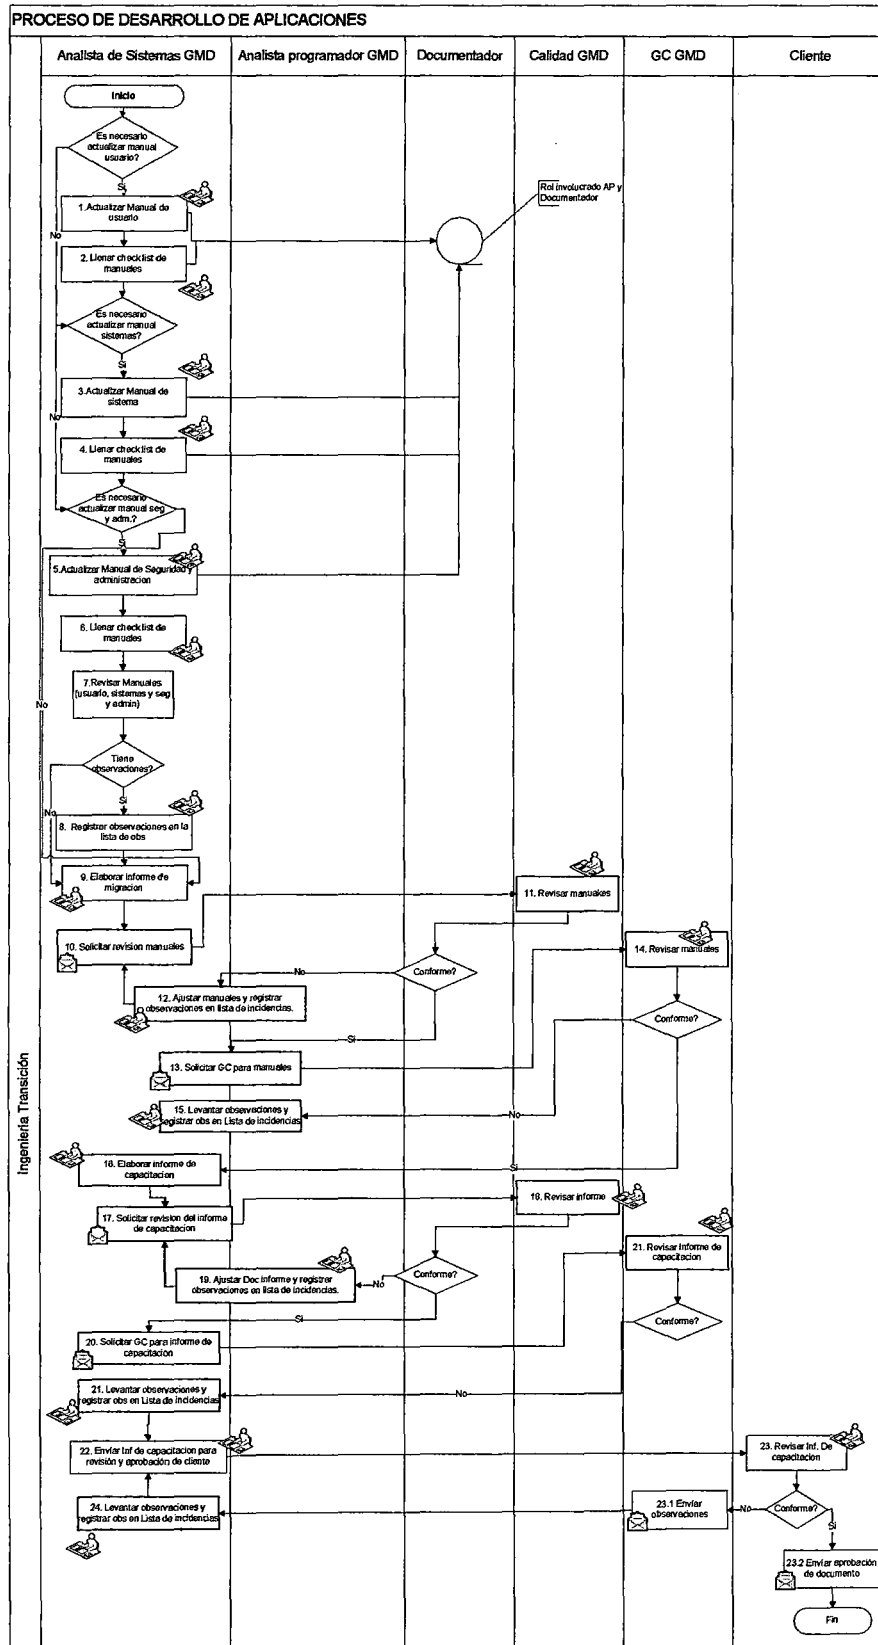 PROCESO DE DESARROLLO DE APLICACIONES
Analista de Sistemas GMD
Analista programador GMD
Documentador
Calidad GMD
GC GMD
Cliente
Ingeniería Transición
Inicio
Es necesario
actualizar manual
usuario?
Si
No
1.Actualizar Manual de
usuario
Rol involucrado AP y
Documentador
2. Llenar checklist de
manuales
Es necesario
actualizar manual
sistemas?
Si
No
3.Actualizar Manual de
sistema
4. Llenar checklist de
manuales
Es necesario
actualizar manual seg
y adm.?
Si
No
5.Actualizar Manual de Seguridad y
administracion
6. Llenar checklist de
manuales
7.Revisar Manuales
(usuario, sistemas y seg
y admin)
Tiene
observaciones?
Si
No
8. Registrar observaciones en la
lista de obs
9. Elaborar informe de
migracion
10. Solicitar revision manuales
11. Revisar manuales
Conforme?
No
Si
12. Ajustar manuales y registrar
observaciones en lista de incidencias.
13. Solicitar GC para manuales
14. Revisar manuales
Conforme?
No
Si
15. Levantar observaciones y
registrar obs en Lista de incidencias
16. Elaborar informe de
capacitacion
17. Solicitar revision del informe
de capacitacion
18. Revisar informe
Conforme?
No
Si
19. Ajustar Doc informe y registrar
observaciones en lista de incidencias.
20. Solicitar GC para informe de
capacitación
21. Revisar Informe de
capacitación
Conforme?
No
21. Levantar observaciones y
registrar obs en Lista de incidencias
22. Enviar Inf de capacitacion para
revisión y aprobación de cliente
23. Revisar Inf. De
capacitacion
Conforme?
No
Si
23.1 Enviar
observaciones
24. Levantar observaciones y
registrar obs en Lista de incidencias
23.2 Enviar aprobación
de documento
Fin